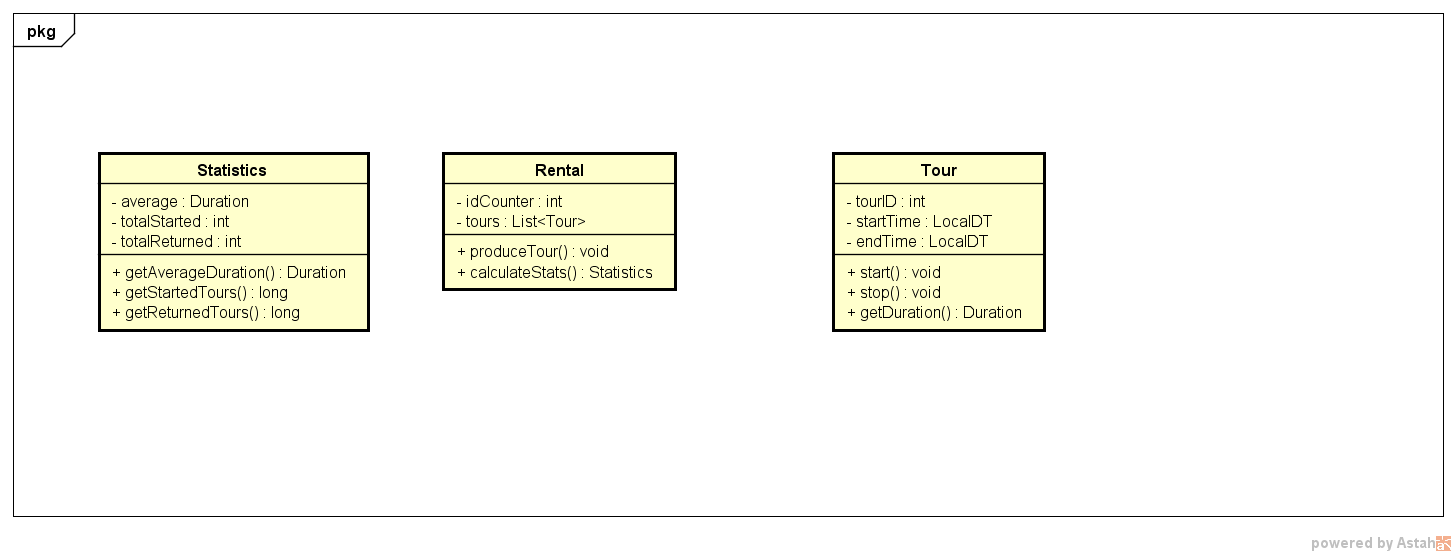 pkg
Statistics
- average : Duration
- totalStarted : int
- totalReturned : int
+ getAverageDuration() : Duration
+ getStartedTours() : long
+ getReturnedTours() : long
Rental
- idCounter : int
- tours : List<Tour>
+ produceTour() : void
+ calculateStats() : Statistics
Tour
- tourID : int
- startTime : LocalDT
- endTime : LocalDT
+ start() : void
+ stop() : void
+ getDuration() : Duration
powered by Astah